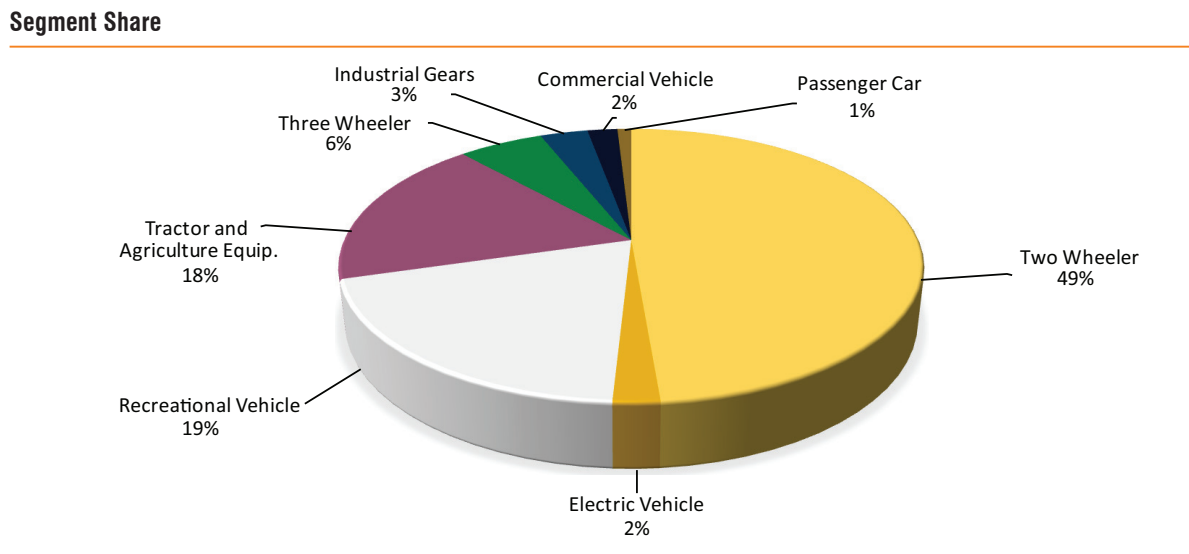 Segment Share
Industrial Gears
3%
Commercial Vehicle
2%
Passenger Car
1%
Three Wheeler
6%
Tractor and
Agriculture Equip.
18%
Two Wheeler
49%
Recreational Vehicle
19%
Electric Vehicle
2%